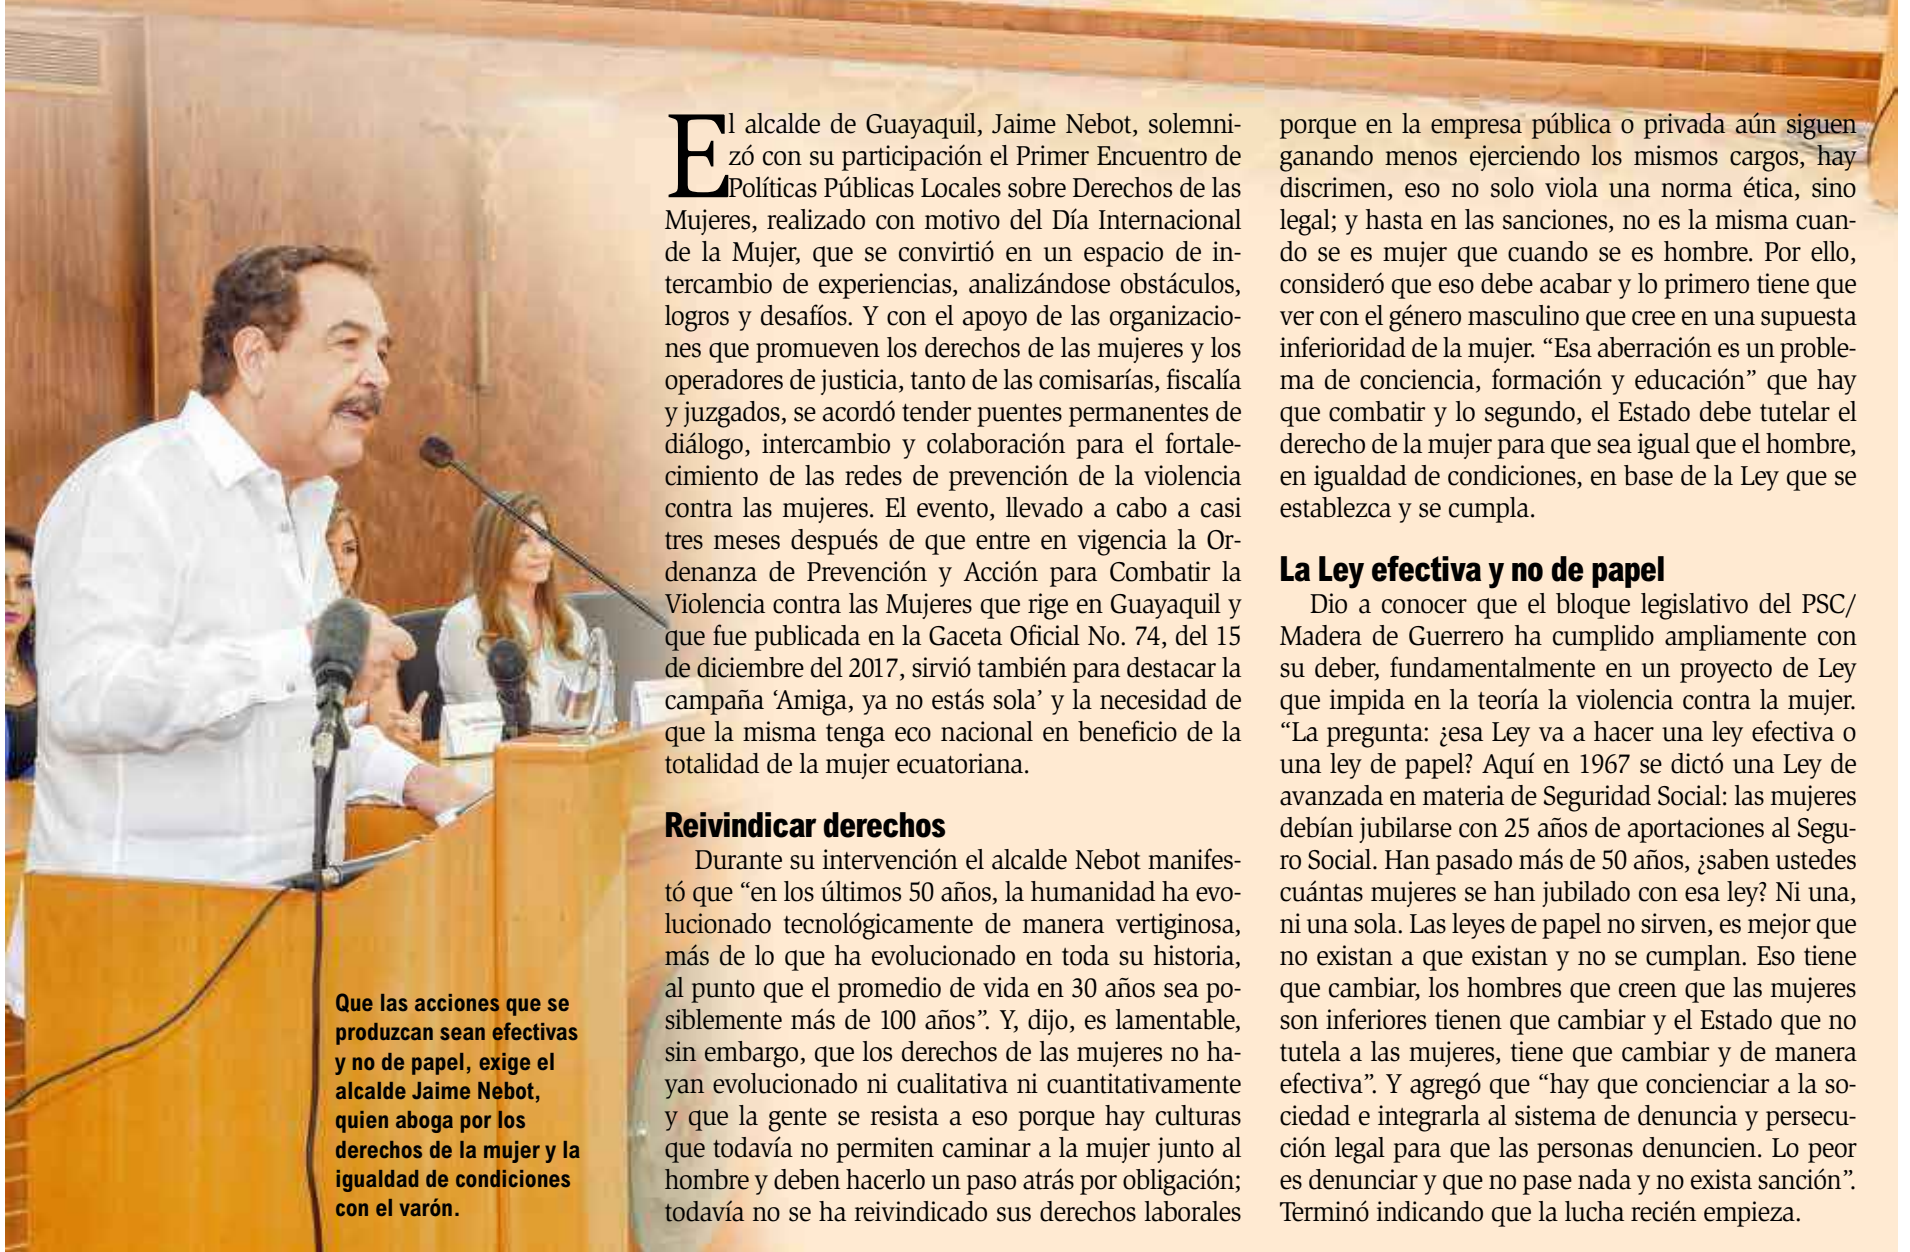 El alcalde de Guayaquil, Jaime Nebot, solemni-
zó con su participación el Primer Encuentro de
Políticas Públicas Locales sobre Derechos de las
Mujeres, realizado con motivo del Día Internacional
de la Mujer, que se convirtió en un espacio de in-
tercambio de experiencias, analizándose obstáculos,
logros y desafíos. Y con el apoyo de las organizacio-
nes que promueven los derechos de las mujeres y los
operadores de justicia, tanto de las comisarías, fiscalía
y juzgados, se acordó tender puentes permanentes de
diálogo, intercambio y colaboración para el fortale-
cimiento de las redes de prevención de la violencia
contra las mujeres. El evento, llevado a cabo a casi
tres meses después de que entre en vigencia la Or-
denanza de Prevención y Acción para Combatir la
Violencia contra las Mujeres que rige en Guayaquil y
que fue publicada en la Gaceta Oficial No. 74, del 15
de diciembre del 2017, sirvió también para destacar la
campaña ‘Amiga, ya no estás sola’ y la necesidad de
que la misma tenga eco nacional en beneficio de la
totalidad de la mujer ecuatoriana.
Reivindicar derechos
Durante su intervención el alcalde Nebot manifes-
tó que “en los últimos 50 años, la humanidad ha evo-
lucionado tecnológicamente de manera vertiginosa,
más de lo que ha evolucionado en toda su historia,
al punto que el promedio de vida en 30 años sea po-
siblemente más de 100 años”. Y, dijo, es lamentable,
sin embargo, que los derechos de las mujeres no ha-
yan evolucionado ni cualitativa ni cuantitativamente
y que la gente se resista a eso porque hay culturas
que todavía no permiten caminar a la mujer junto al
hombre y deben hacerlo un paso atrás por obligación;
todavía no se ha reivindicado sus derechos laborales
porque en la empresa pública o privada aún siguen
ganando menos ejerciendo los mismos cargos, hay
discrimen, eso no solo viola una norma ética, sino
legal; y hasta en las sanciones, no es la misma cuan-
do se es mujer que cuando se es hombre. Por ello,
consideró que eso debe acabar y lo primero tiene que
ver con el género masculino que cree en una supuesta
inferioridad de la mujer. “Esa aberración es un proble-
ma de conciencia, formación y educación” que hay
que combatir y lo segundo, el Estado debe tutelar el
derecho de la mujer para que sea igual que el hombre,
en igualdad de condiciones, en base de la Ley que se
establezca y se cumpla.
La Ley efectiva y no de papel
Dio a conocer que el bloque legislativo del PSC/
Madera de Guerrero ha cumplido ampliamente con
su deber, fundamentalmente en un proyecto de Ley
que impida en la teoría la violencia contra la mujer.
“La pregunta: ¿esa Ley va a hacer una ley efectiva o
una ley de papel? Aquí en 1967 se dictó una Ley de
avanzada en materia de Seguridad Social: las mujeres
debían jubilarse con 25 años de aportaciones al Segu-
ro Social. Han pasado más de 50 años, ¿saben ustedes
cuántas mujeres se han jubilado con esa ley? Ni una,
ni una sola. Las leyes de papel no sirven, es mejor que
no existan a que existan y no se cumplan. Eso tiene
que cambiar, los hombres que creen que las mujeres
son inferiores tienen que cambiar y el Estado que no
tutela a las mujeres, tiene que cambiar y de manera
efectiva”. Y agregó que “hay que concienciar a la so-
ciedad e integrarla al sistema de denuncia y persecu-
ción legal para que las personas denuncien. Lo peor
es denunciar y que no pase nada y no exista sanción”.
Terminó indicando que la lucha recién empieza.
Que las acciones que se
produzcan sean efectivas
y no de papel, exige el
alcalde Jaime Nebot,
quien aboga por los
derechos de la mujer y la
igualdad de condiciones
con el varón.